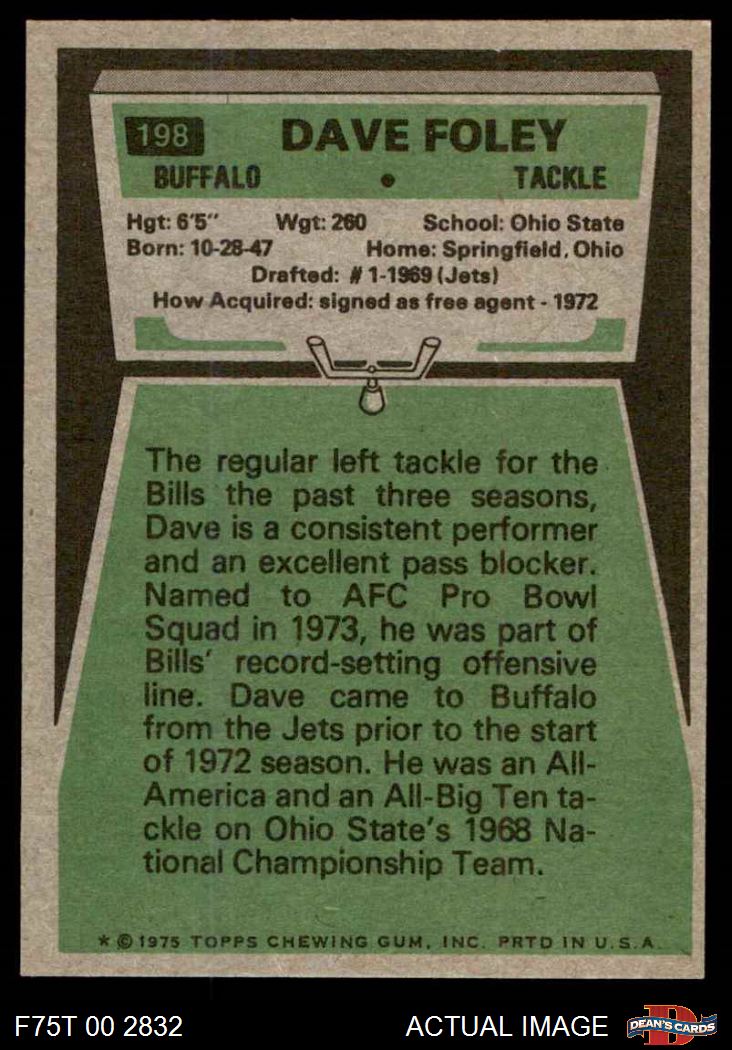 198 DAVE FOLEY
BUFFALO • TACKLE
Hgt: 6'5" Wgt: 260 School: Ohio State
Born: 10-28-47 Home: Springfield, Ohio
Drafted: #1-1969 (Jets)
How Acquired: signed as free agent - 1972
The regular left tackle for the
Bills the past three seasons,
Dave is a consistent performer
and an excellent pass blocker.
Named to AFC Pro Bowl
Squad in 1973, he was part of
Bills' record-setting offensive
line. Dave came to Buffalo
from the Jets prior to the start
of 1972 season. He was an All-
America and an All-Big Ten ta-
ckle on Ohio State's 1968 Na-
tional Championship Team.
* © 1975 TOPPS CHEWING GUM, INC. PRTD IN U.S.A.
F75T 00 2832 ACTUAL IMAGE D DEAN'S CARDS